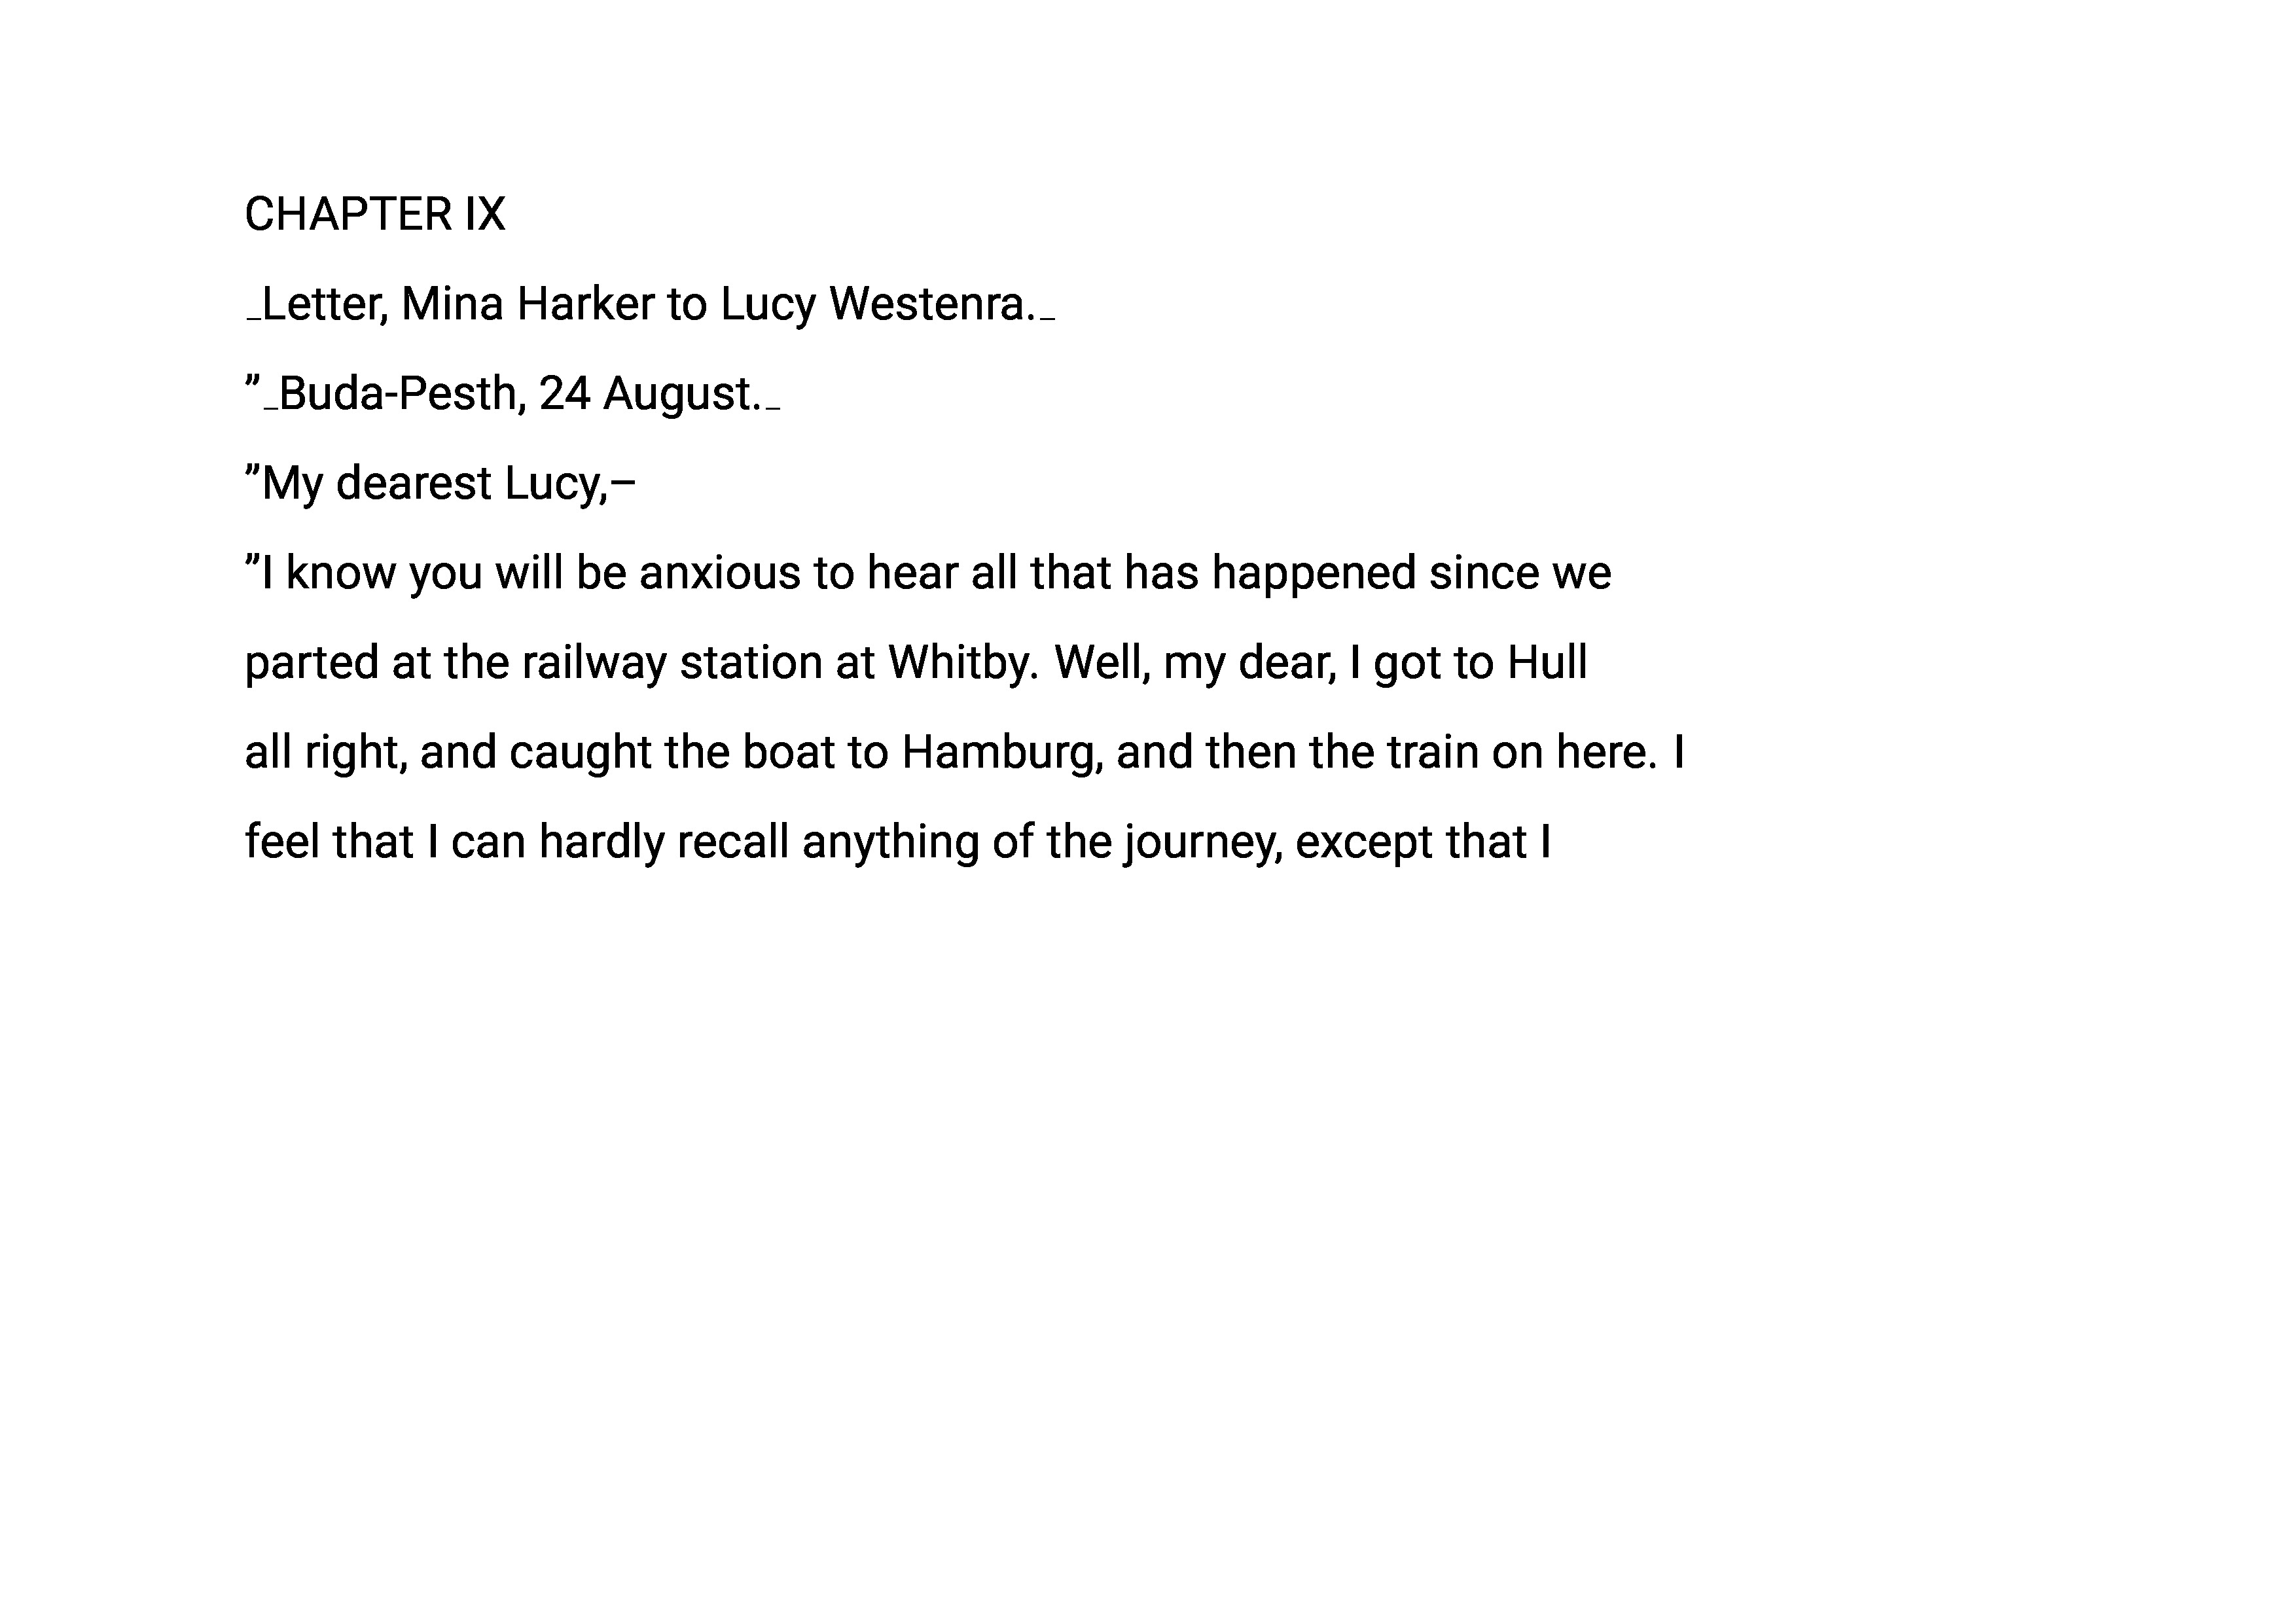 CHAPTER IX
_Letter, Mina Harker to Lucy Westenra._
”_Buda-Pesth, 24 August._
”My dearest Lucy,–
”I know you will be anxious to hear all that has happened since we
parted at the railway station at Whitby. Well, my dear, I got to Hull
all right, and caught the boat to Hamburg, and then the train on here. I
feel that I can hardly recall anything of the journey, except that I